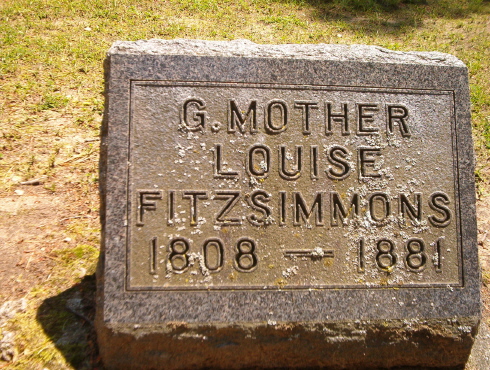 G. MOTHER
LOUISE
FITZSIMMONS
1808 — 1881